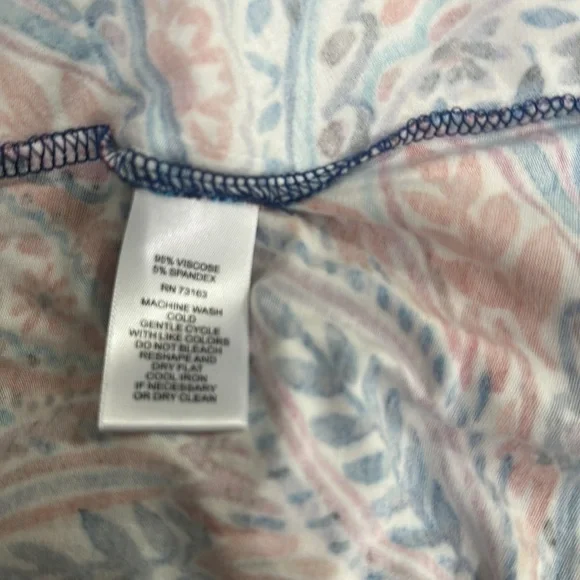 95% VISCOSE
5% SPANDEX
RN 73163
MACHINE WASH
COLD
GENTLE CYCLE
WITH LIKE COLORS
DO NOT BLEACH
RESHAPE AND
DRY FLAT
COOL IRON
IF NECESSARY
OR DRY CLEAN